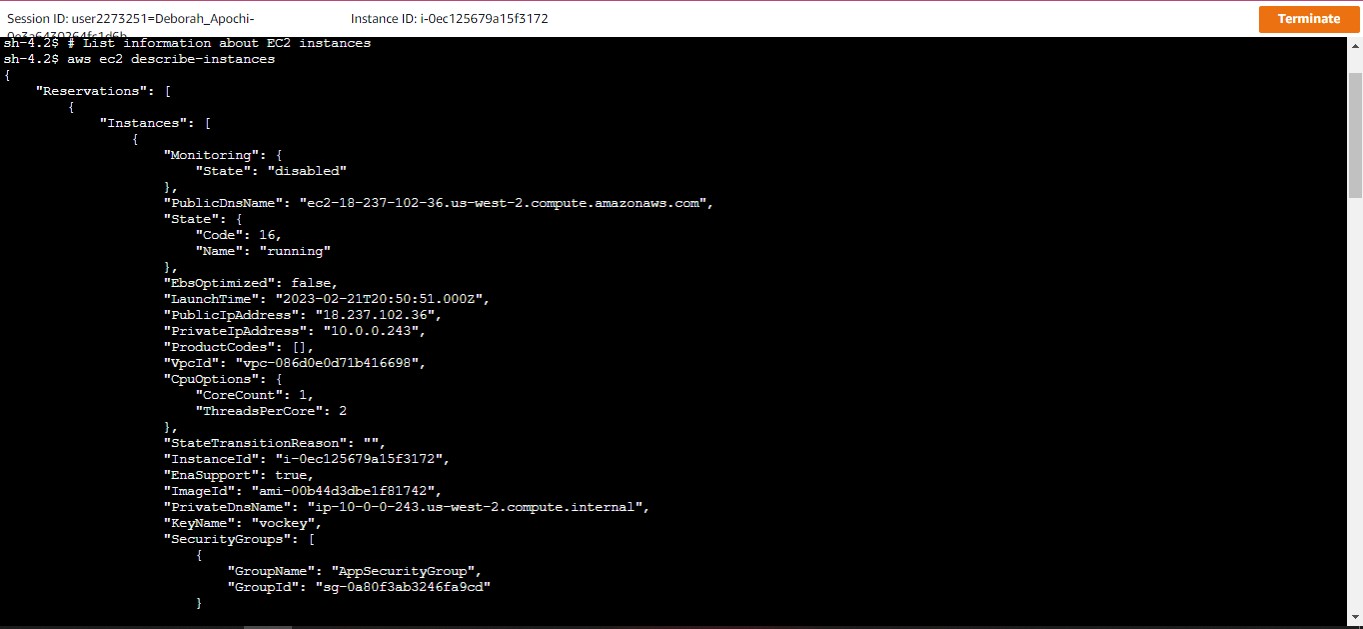 Session ID: user2273251=Deborah_Apochi- Instance ID: i-0ec125679a15f3172 Terminate
0e3a6430264fc1d6b
sh-4.2$ # List information about EC2 instances
sh-4.2$ aws ec2 describe-instances
{
    "Reservations": [
        {
            "Instances": [
                {
                    "Monitoring": {
                        "State": "disabled"
                    },
                    "PublicDnsName": "ec2-18-237-102-36.us-west-2.compute.amazonaws.com",
                    "State": {
                        "Code": 16,
                        "Name": "running"
                    },
                    "EbsOptimized": false,
                    "LaunchTime": "2023-02-21T20:50:51.000Z",
                    "PublicIpAddress": "18.237.102.36",
                    "PrivateIpAddress": "10.0.0.243",
                    "ProductCodes": [],
                    "VpcId": "vpc-086d0e0d71b416698",
                    "CpuOptions": {
                        "CoreCount": 1,
                        "ThreadsPerCore": 2
                    },
                    "StateTransitionReason": "",
                    "InstanceId": "i-0ec125679a15f3172",
                    "EnaSupport": true,
                    "ImageId": "ami-00b44d3dbe1f81742",
                    "PrivateDnsName": "ip-10-0-0-243.us-west-2.compute.internal",
                    "KeyName": "vockey",
                    "SecurityGroups": [
                        {
                            "GroupName": "AppSecurityGroup",
                            "GroupId": "sg-0a80f3ab3246fa9cd"
                        }